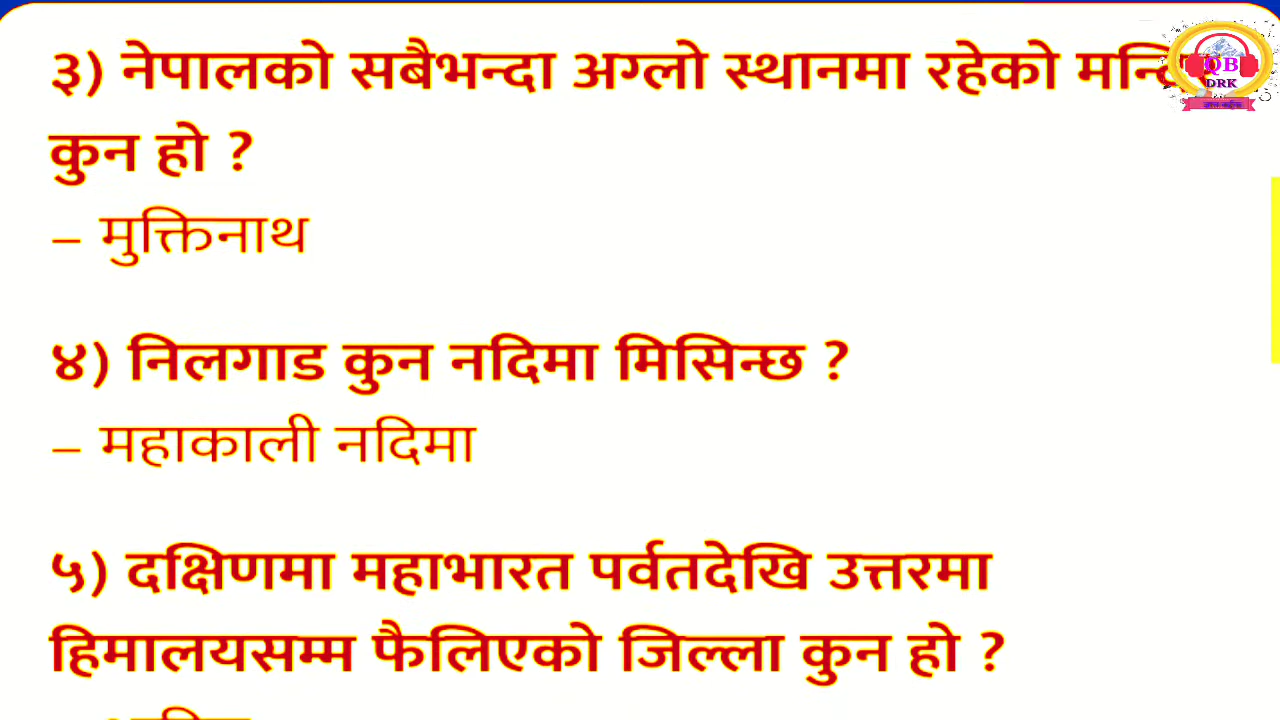 ३) नेपालको सबैभन्दा अग्लो स्थानमा रहेको
कुन हो ?
– मुक्तिनाथ
४) निलगाड कुन नदिमा मिसिन्छ ?
– महाकाली नदिमा
५) दक्षिणमा महाभारत पर्वतदेखि उत्तरमा
हिमालयसम्म फैलिएको जिल्ला कुन हो ?
QB
DRK